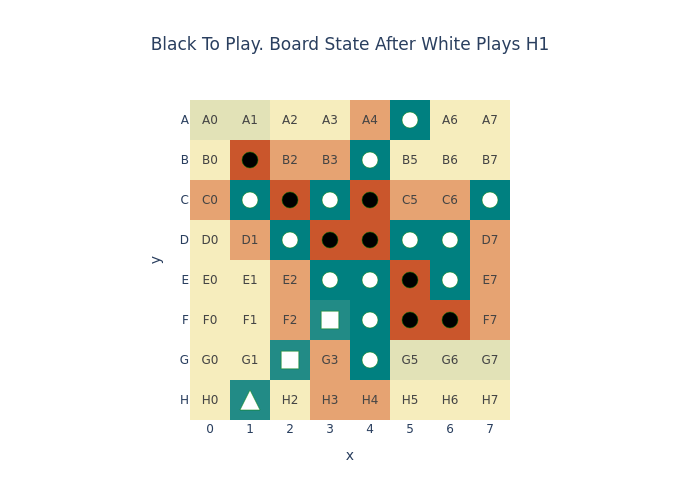 Black To Play. Board State After White Plays H1
A A0 A1 A2 A3 A4 A6 A7
B B0 B2 B3 B5 B6 B7
C C0 C5 C6
D D0 D1 D7
E E0 E1 E2 E7
F F0 F1 F2 F7
G G0 G1 G3 G5 G6 G7
H H0 H2 H3 H4 H5 H6 H7
0 1 2 3 4 5 6 7
x
y